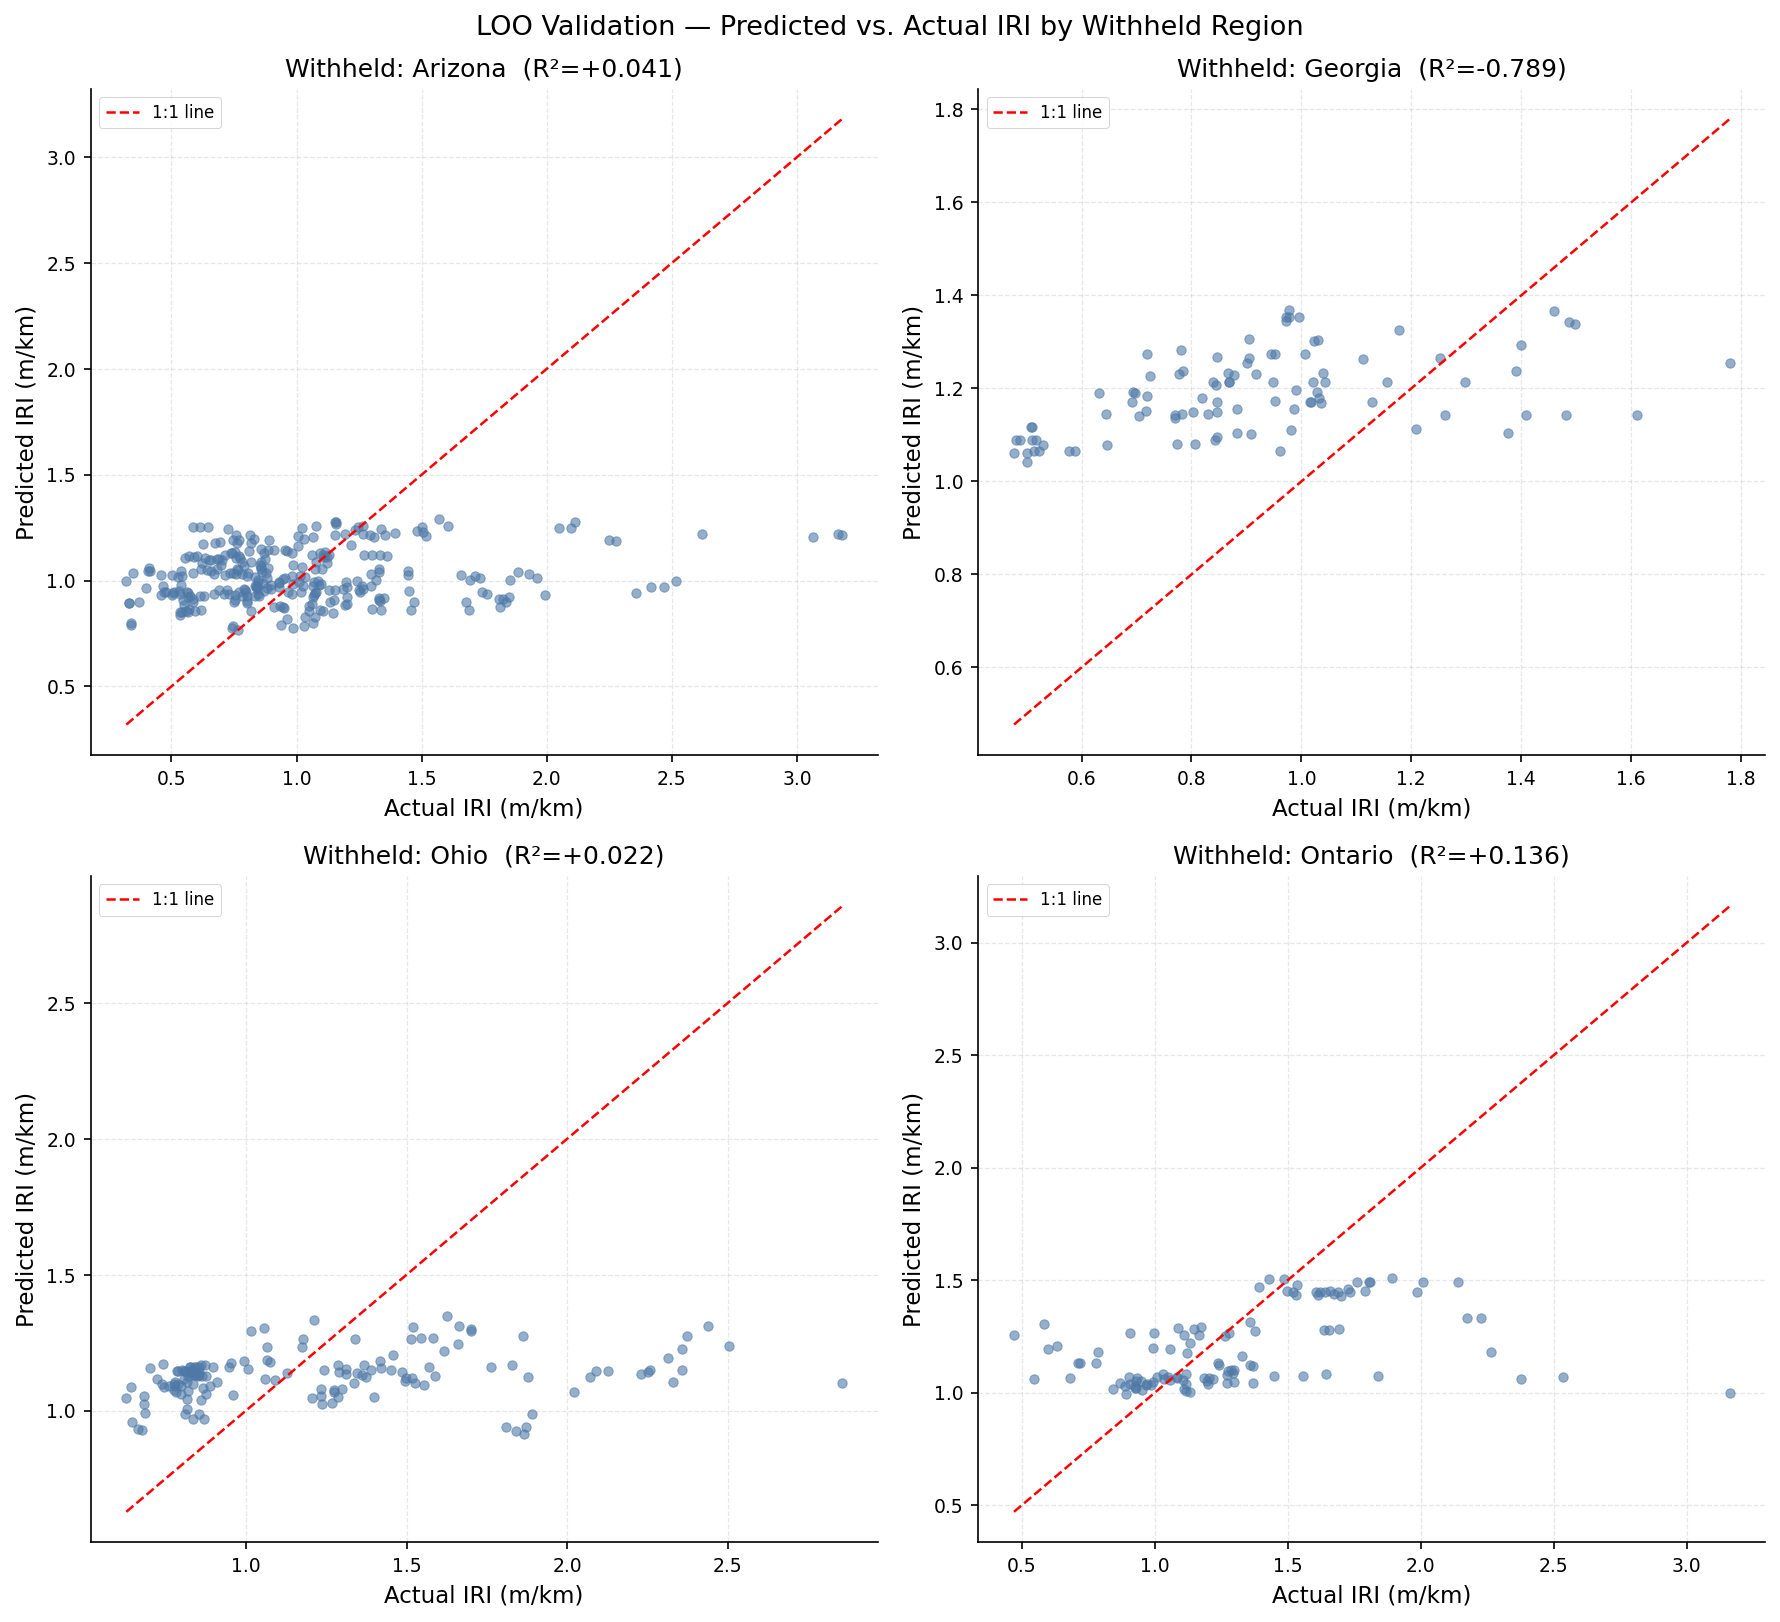 LOO Validation — Predicted vs. Actual IRI by Withheld Region
Withheld: Arizona (R²=+0.041)
1:1 line
3.0
2.5
2.0
1.5
1.0
0.5
Predicted IRI (m/km)
0.5 1.0 1.5 2.0 2.5 3.0
Actual IRI (m/km)
Withheld: Georgia (R²=-0.789)
1:1 line
1.8
1.6
1.4
1.2
1.0
0.8
0.6
Predicted IRI (m/km)
0.6 0.8 1.0 1.2 1.4 1.6 1.8
Actual IRI (m/km)
Withheld: Ohio (R²=+0.022)
1:1 line
2.5
2.0
1.5
1.0
Predicted IRI (m/km)
1.0 1.5 2.0 2.5
Actual IRI (m/km)
Withheld: Ontario (R²=+0.136)
1:1 line
3.0
2.5
2.0
1.5
1.0
0.5
Predicted IRI (m/km)
0.5 1.0 1.5 2.0 2.5 3.0
Actual IRI (m/km)